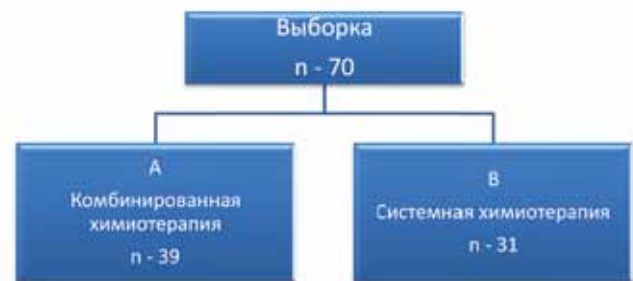 Выборка
n - 70
A
Комбинированная
химиотерапия
n - 39
B
Системная химиотерапия
n - 31